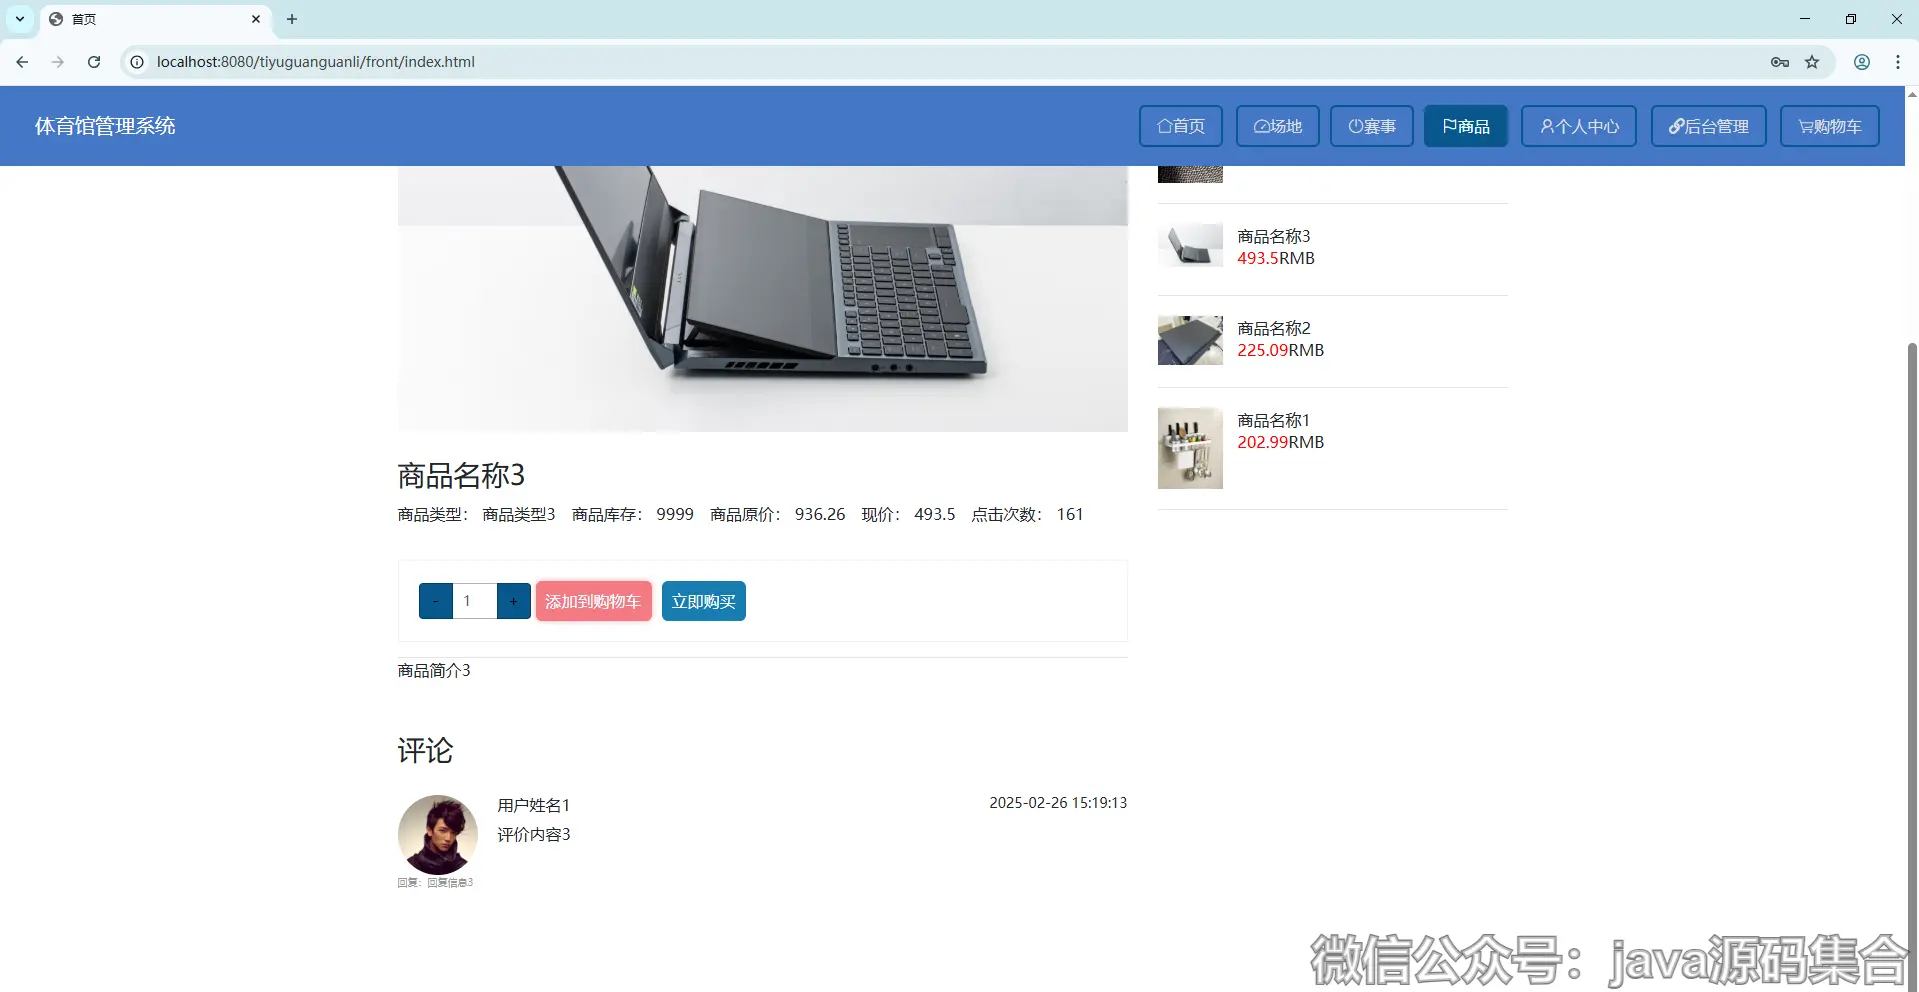 首页
localhost:8080/tiyuguanguanli/front/index.html
体育馆管理系统
首页 场地 赛事 商品 个人中心 后台管理 购物车
商品名称3
493.5RMB
商品名称2
225.09RMB
商品名称1
202.99RMB
商品名称3
商品类型： 商品类型3 商品库存： 9999 商品原价： 936.26 现价： 493.5 点击次数： 161
- 1 + 添加到购物车 立即购买
商品简介3
评论
用户姓名1 2025-02-26 15:19:13
评价内容3
回复：回复信息3
微信公众号：java源码集合